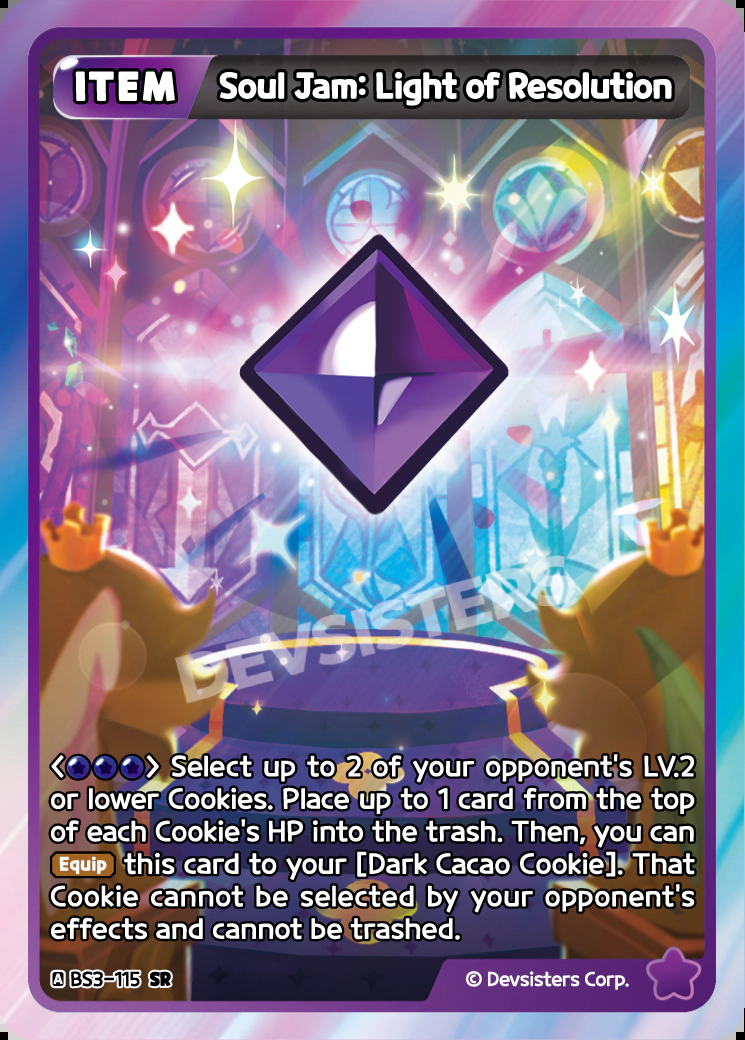 ITEM Soul Jam: Light of Resolution
DEVSISTERS
<★★★> Select up to 2 of your opponent's LV.2
or lower Cookies. Place up to 1 card from the top
of each Cookie's HP into the trash. Then, you can
Equip this card to your [Dark Cacao Cookie]. That
Cookie cannot be selected by your opponent's
effects and cannot be trashed.
A BS3-115 SR © Devsisters Corp.